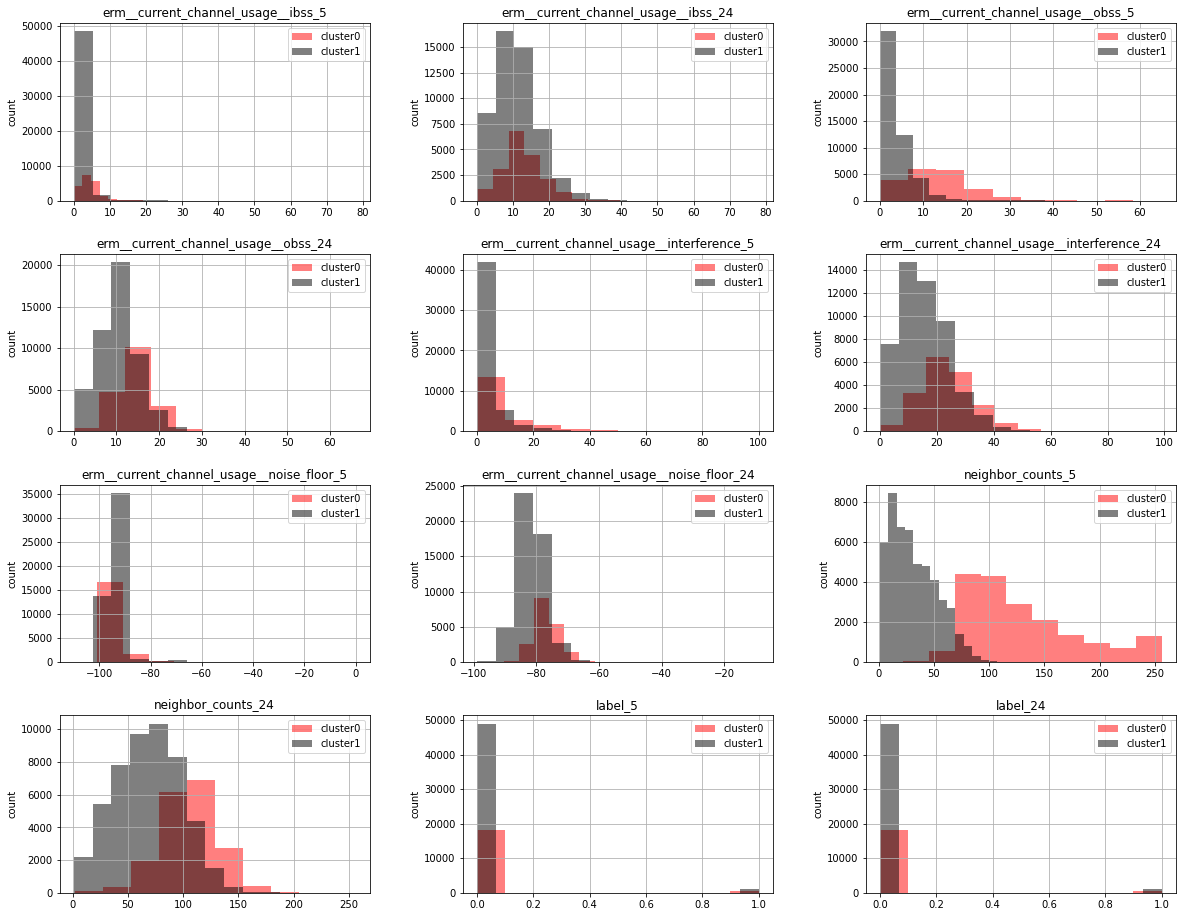 erm__current_channel_usage__ibss_5
count
50000
40000
30000
20000
10000
0
0 10 20 30 40 50 60 70 80
cluster0
cluster1
erm__current_channel_usage__ibss_24
count
15000
12500
10000
7500
5000
2500
0
0 10 20 30 40 50 60 70 80
cluster0
cluster1
erm__current_channel_usage__obss_5
count
30000
25000
20000
15000
10000
5000
0
0 10 20 30 40 50 60
cluster0
cluster1
erm__current_channel_usage__obss_24
count
20000
15000
10000
5000
0
0 10 20 30 40 50 60
cluster0
cluster1
erm__current_channel_usage__interference_5
count
40000
30000
20000
10000
0
0 20 40 60 80 100
cluster0
cluster1
erm__current_channel_usage__interference_24
count
14000
12000
10000
8000
6000
4000
2000
0
0 20 40 60 80 100
cluster0
cluster1
erm__current_channel_usage__noise_floor_5
count
35000
30000
25000
20000
15000
10000
5000
0
−100 −80 −60 −40 −20 0
cluster0
cluster1
erm__current_channel_usage__noise_floor_24
count
25000
20000
15000
10000
5000
0
−100 −80 −60 −40 −20
cluster0
cluster1
neighbor_counts_5
count
8000
6000
4000
2000
0
0 50 100 150 200 250
cluster0
cluster1
neighbor_counts_24
count
10000
8000
6000
4000
2000
0
0 50 100 150 200 250
cluster0
cluster1
label_5
count
50000
40000
30000
20000
10000
0
0.0 0.2 0.4 0.6 0.8 1.0
cluster0
cluster1
label_24
count
50000
40000
30000
20000
10000
0
0.0 0.2 0.4 0.6 0.8 1.0
cluster0
cluster1